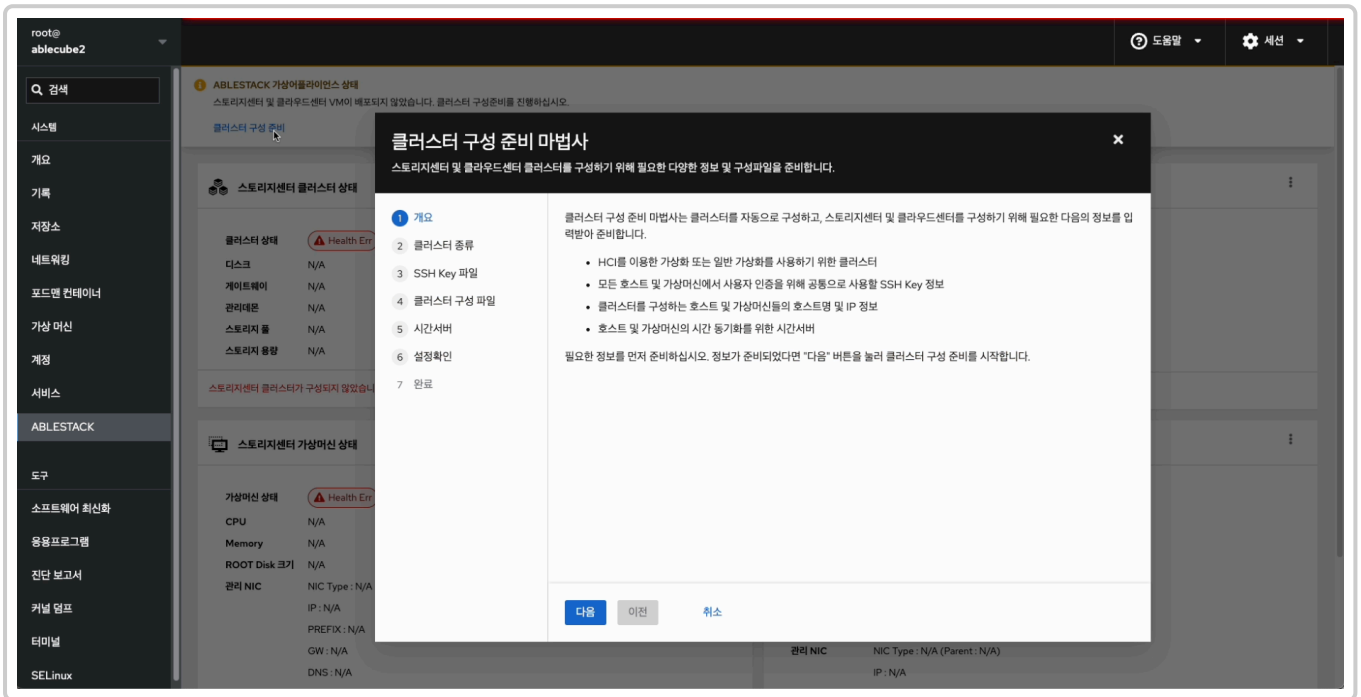 root@
ablecube2
도움말
세션
검색
시스템
개요
기록
저장소
네트워킹
포드맨 컨테이너
가상 머신
계정
서비스
ABLESTACK
도구
소프트웨어 최신화
응용프로그램
진단 보고서
커널 덤프
터미널
SELinux
ABLESTACK 가상어플라이언스 상태
스토리지센터 및 클라우드센터 VM이 배포되지 않았습니다. 클러스터 구성준비를 진행하십시오.
클러스터 구성 준비
스토리지센터 클러스터 상태
클러스터 상태 Health Err
디스크 N/A
게이트웨이 N/A
관리데몬 N/A
스토리지 풀 N/A
스토리지 용량 N/A
스토리지센터 클러스터가 구성되지 않았습니
스토리지센터 가상머신 상태
가상머신 상태 Health Err
CPU N/A
Memory N/A
ROOT Disk 크기 N/A
관리 NIC NIC Type : N/A
IP : N/A
PREFIX : N/A
GW : N/A
DNS : N/A
클러스터 구성 준비 마법사
스토리지센터 및 클라우드센터 클러스터를 구성하기 위해 필요한 다양한 정보 및 구성파일을 준비합니다.
1 개요
2 클러스터 종류
3 SSH Key 파일
4 클러스터 구성 파일
5 시간서버
6 설정확인
7 완료
클러스터 구성 준비 마법사는 클러스터를 자동으로 구성하고, 스토리지센터 및 클라우드센터를 구성하기 위해 필요한 다음의 정보를 입
력받아 준비합니다.
• HCI를 이용한 가상화 또는 일반 가상화를 사용하기 위한 클러스터
• 모든 호스트 및 가상머신에서 사용자 인증을 위해 공통으로 사용할 SSH Key 정보
• 클러스터를 구성하는 호스트 및 가상머신들의 호스트명 및 IP 정보
• 호스트 및 가상머신의 시간 동기화를 위한 시간서버
필요한 정보를 먼저 준비하십시오. 정보가 준비되었다면 "다음" 버튼을 눌러 클러스터 구성 준비를 시작합니다.
다음 이전 취소
관리 NIC NIC Type : N/A (Parent : N/A)
IP : N/A